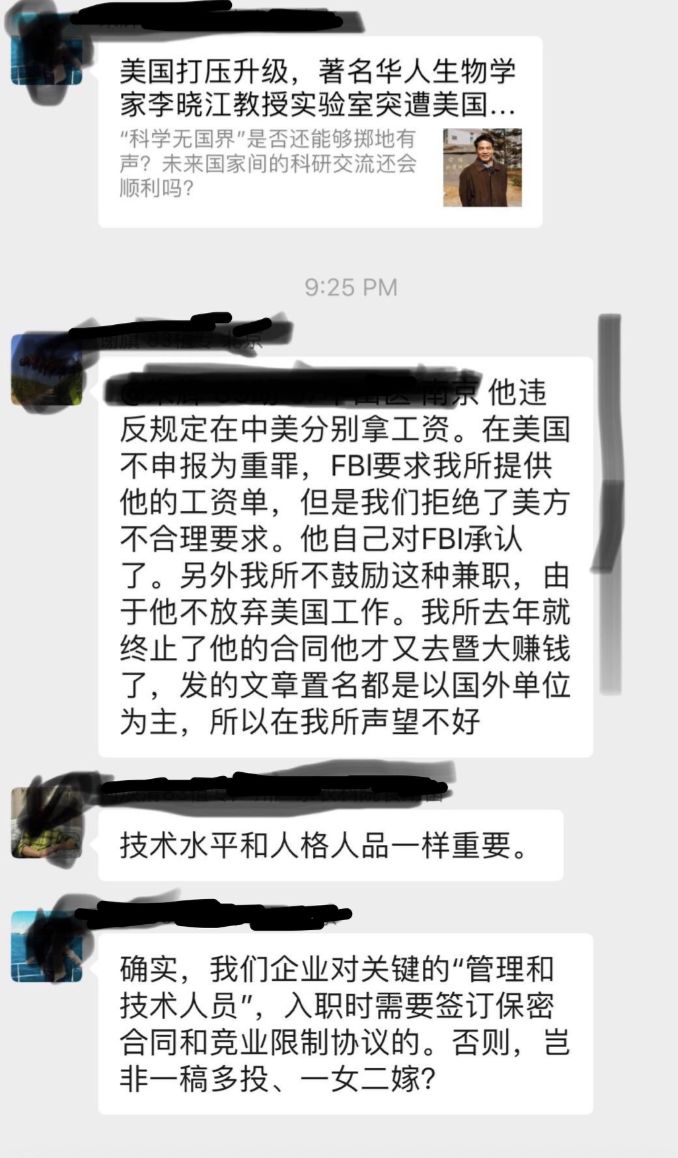 美国打压升级，著名华人生物学
家李晓江教授实验室突遭美国...
“科学无国界”是否还能够掷地有
声？未来国家间的科研交流还会
顺利吗？
9:25 PM
南京 他违
反规定在中美分别拿工资。在美国
不申报为重罪，FBI要求我所提供
他的工资单，但是我们拒绝了美方
不合理要求。他自己对FBI承认
了。另外我所不鼓励这种兼职，由
于他不放弃美国工作。我所去年就
终止了他的合同他才又去暨大赚钱
了，发的文章置名都是以国外单位
为主，所以在我所声望不好
技术水平和人格人品一样重要。
确实，我们企业对关键的“管理和
技术人员”，入职时需要签订保密
合同和竞业限制协议的。否则，岂
非一稿多投、一女二嫁？